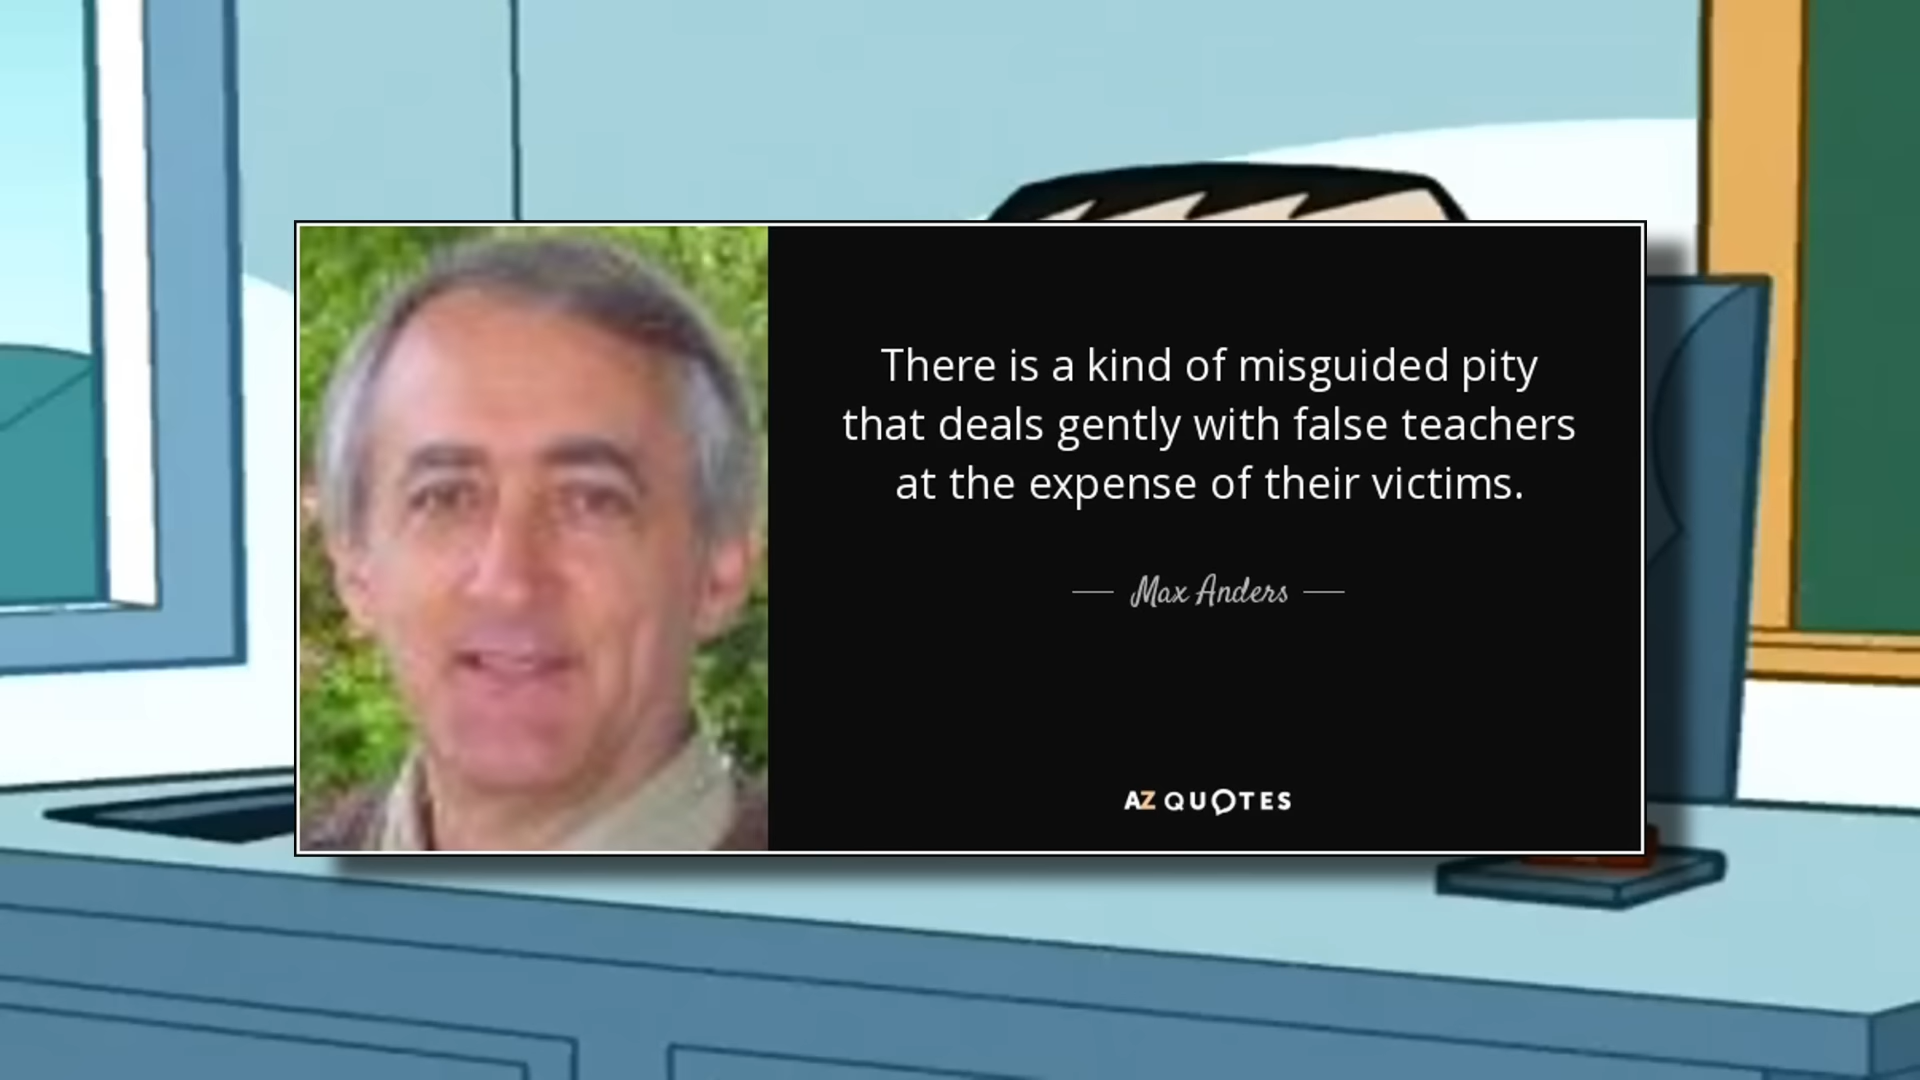 There is a kind of misguided pity
that deals gently with false teachers
at the expense of their victims.
Max Anders
AZ QUOTES